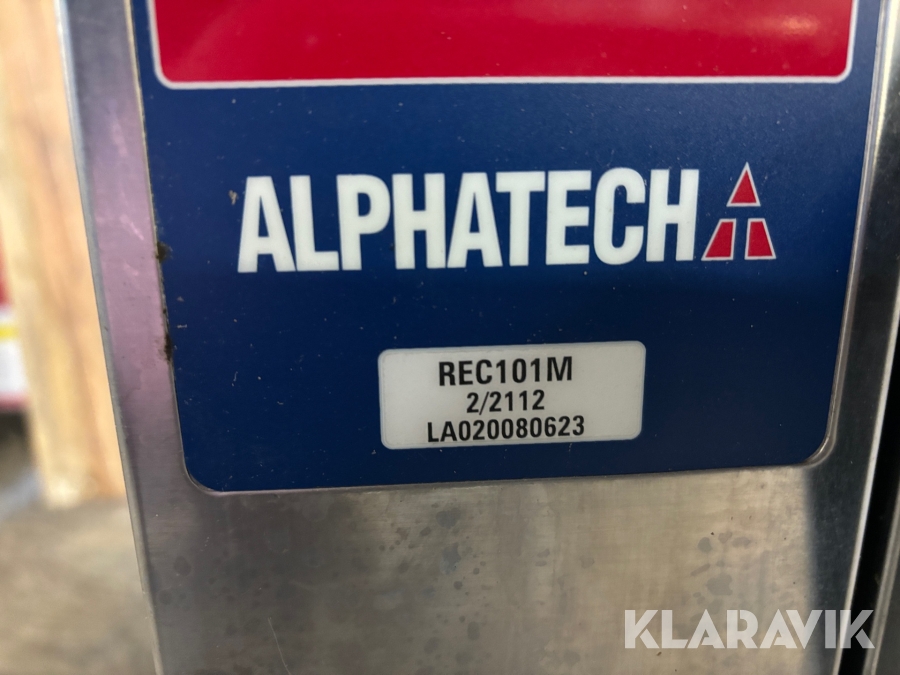 ALPHATECH
REC101M
2/2112
LA020080623
KLARAVIK